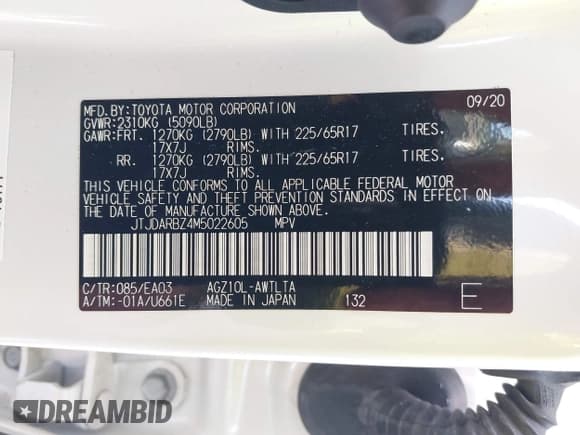 09/20
MFD.BY:TOYOTA MOTOR CORPORATION
GVWR:2310KG (5090LB)
GAWR:FRT. 1270KG (2790LB) WITH 225/65R17 TIRES.
17X7J RIMS.
RR. 1270KG (2790LB) WITH 225/65R17 TIRES.
17X7J RIMS.
THIS VEHICLE CONFORMS TO ALL APPLICABLE FEDERAL MOTOR
VEHICLE SAFETY AND THEFT PREVENTION STANDARDS IN EFFECT ON
THE DATE OF MANUFACTURE SHOWN ABOVE.
JTJDARBZ4M5022605 MPV
C/TR:085/EA03 AGZ10L-AWTLTA
A/TM:-01A/U661E MADE IN JAPAN 132 E
DREAMBID